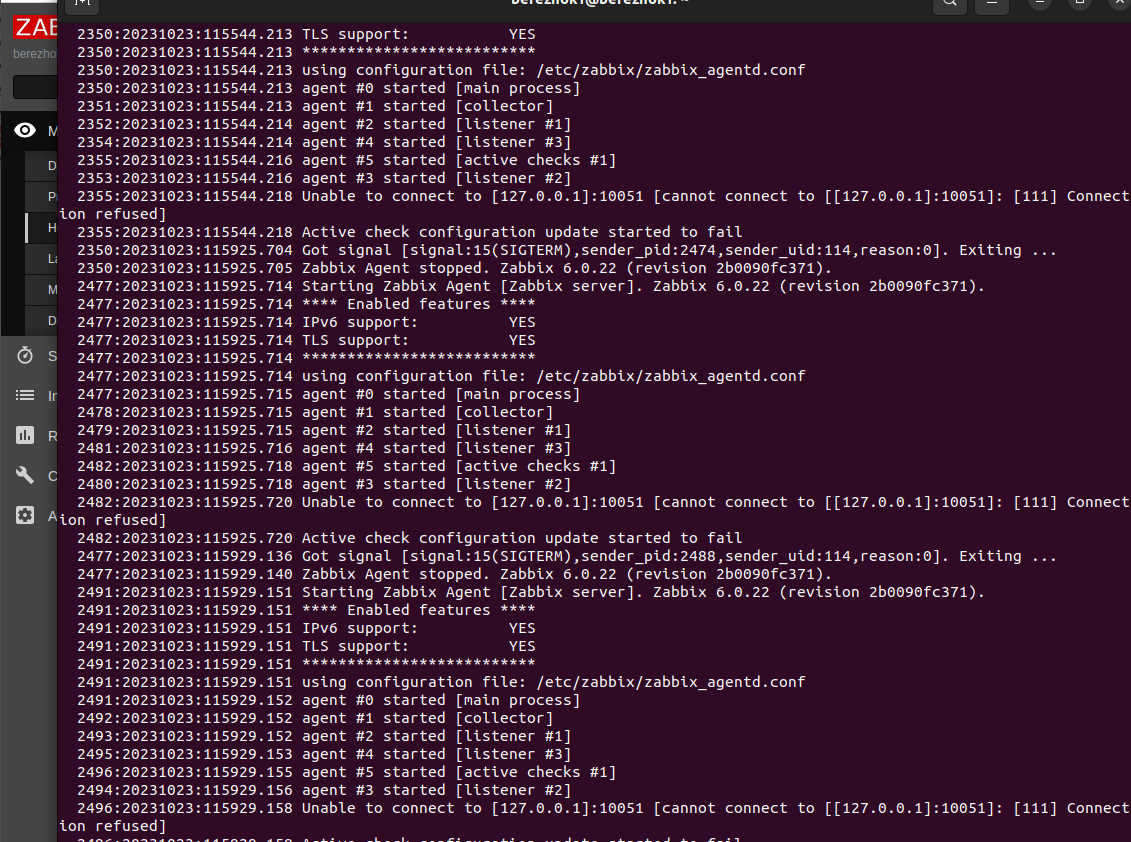 berezhok1@berezhok1: ~
ZAB
berezho
M
D
P
H
La
M
D
S
In
R
C
A
2350:20231023:115544.213 TLS support:           YES
2350:20231023:115544.213 **************************
2350:20231023:115544.213 using configuration file: /etc/zabbix/zabbix_agentd.conf
2350:20231023:115544.213 agent #0 started [main process]
2351:20231023:115544.213 agent #1 started [collector]
2352:20231023:115544.214 agent #2 started [listener #1]
2354:20231023:115544.214 agent #4 started [listener #3]
2355:20231023:115544.216 agent #5 started [active checks #1]
2353:20231023:115544.216 agent #3 started [listener #2]
2355:20231023:115544.218 Unable to connect to [127.0.0.1]:10051 [cannot connect to [[127.0.0.1]:10051]: [111] Connect
ion refused]
2355:20231023:115544.218 Active check configuration update started to fail
2350:20231023:115925.704 Got signal [signal:15(SIGTERM),sender_pid:2474,sender_uid:114,reason:0]. Exiting ...
2350:20231023:115925.705 Zabbix Agent stopped. Zabbix 6.0.22 (revision 2b0090fc371).
2477:20231023:115925.714 Starting Zabbix Agent [Zabbix server]. Zabbix 6.0.22 (revision 2b0090fc371).
2477:20231023:115925.714 **** Enabled features ****
2477:20231023:115925.714 IPv6 support:          YES
2477:20231023:115925.714 TLS support:           YES
2477:20231023:115925.714 **************************
2477:20231023:115925.714 using configuration file: /etc/zabbix/zabbix_agentd.conf
2477:20231023:115925.715 agent #0 started [main process]
2478:20231023:115925.715 agent #1 started [collector]
2479:20231023:115925.715 agent #2 started [listener #1]
2481:20231023:115925.716 agent #4 started [listener #3]
2482:20231023:115925.718 agent #5 started [active checks #1]
2480:20231023:115925.718 agent #3 started [listener #2]
2482:20231023:115925.720 Unable to connect to [127.0.0.1]:10051 [cannot connect to [[127.0.0.1]:10051]: [111] Connect
ion refused]
2482:20231023:115925.720 Active check configuration update started to fail
2477:20231023:115929.136 Got signal [signal:15(SIGTERM),sender_pid:2488,sender_uid:114,reason:0]. Exiting ...
2477:20231023:115929.140 Zabbix Agent stopped. Zabbix 6.0.22 (revision 2b0090fc371).
2491:20231023:115929.151 Starting Zabbix Agent [Zabbix server]. Zabbix 6.0.22 (revision 2b0090fc371).
2491:20231023:115929.151 **** Enabled features ****
2491:20231023:115929.151 IPv6 support:          YES
2491:20231023:115929.151 TLS support:           YES
2491:20231023:115929.151 **************************
2491:20231023:115929.151 using configuration file: /etc/zabbix/zabbix_agentd.conf
2491:20231023:115929.152 agent #0 started [main process]
2492:20231023:115929.152 agent #1 started [collector]
2493:20231023:115929.152 agent #2 started [listener #1]
2495:20231023:115929.153 agent #4 started [listener #3]
2496:20231023:115929.155 agent #5 started [active checks #1]
2494:20231023:115929.156 agent #3 started [listener #2]
2496:20231023:115929.158 Unable to connect to [127.0.0.1]:10051 [cannot connect to [[127.0.0.1]:10051]: [111] Connect
ion refused]
2496:20231023:115929.158 Active check configuration update started to fail